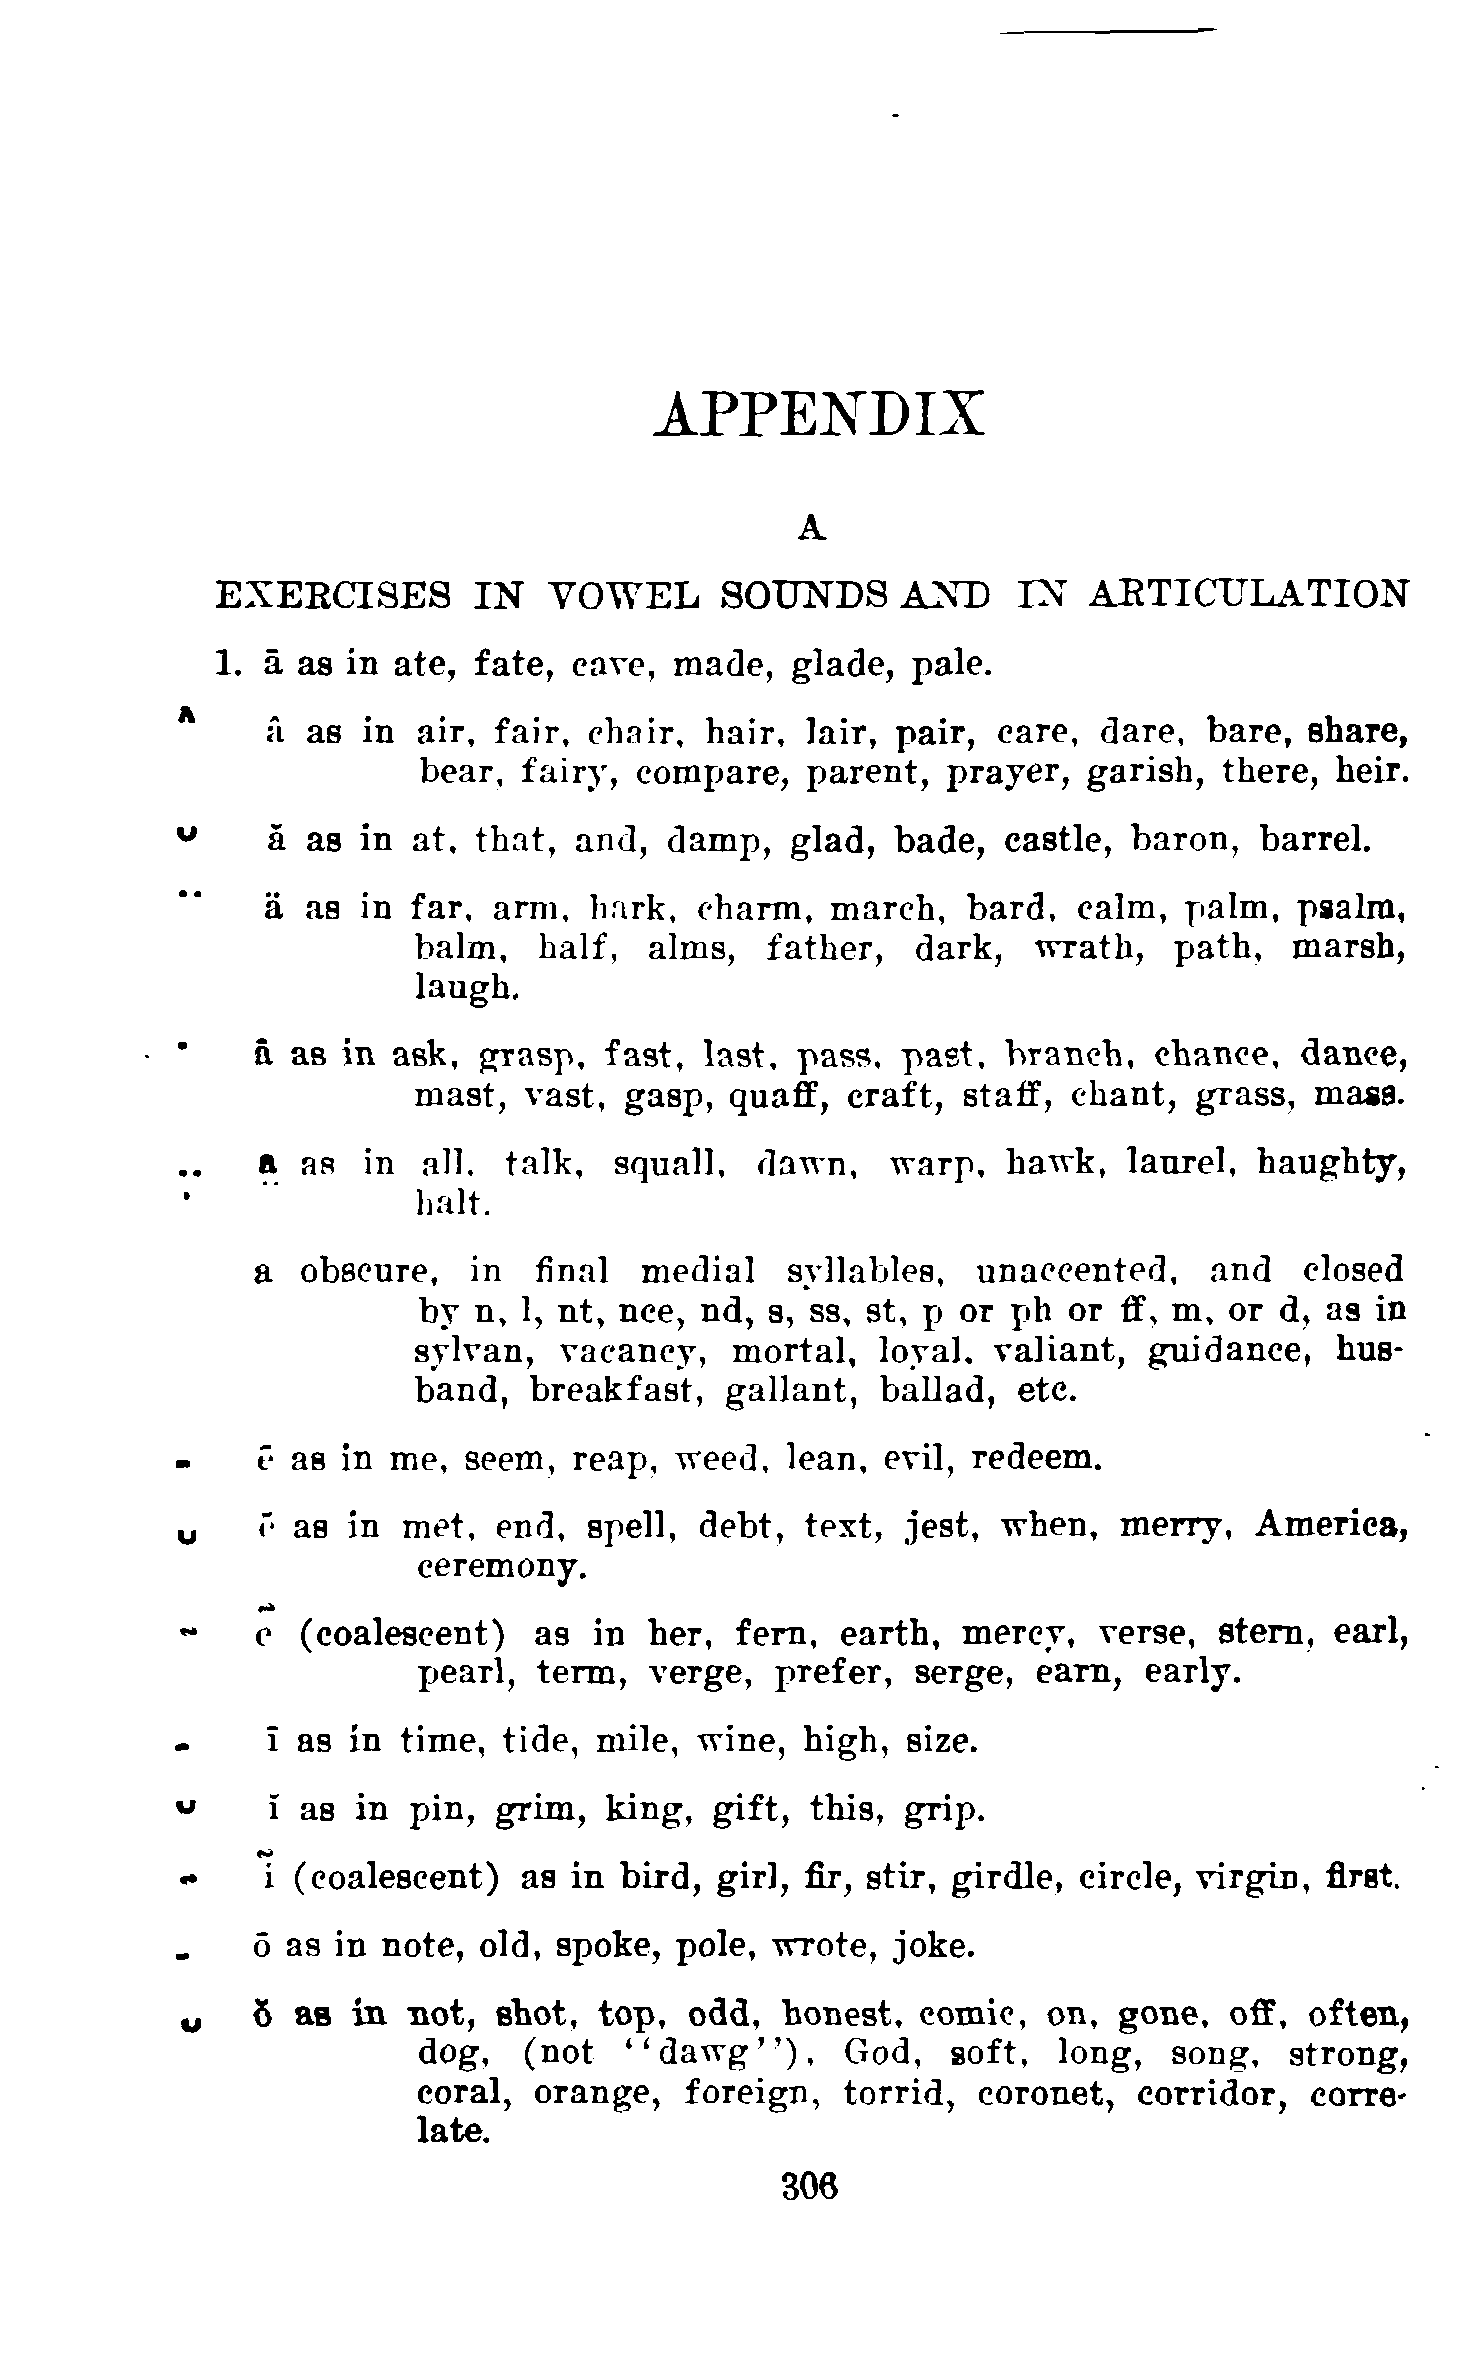 APPENDIX
A
EXERCISES IN VOWEL SOUNDS AND IN ARTICULATION
1. ā as in ate, fate, cave, made, glade, pale.
^ â as in air, fair, chair, hair, lair, pair, care, dare, bare, share,
bear, fairy, compare, parent, prayer, garish, there, heir.
˘ ă as in at, that, and, damp, glad, bade, castle, baron, barrel.
¨ ä as in far, arm, hark, charm, march, bard, calm, palm, psalm,
balm, half, alms, father, dark, wrath, path, marsh,
laugh.
˙ ȧ as in ask, grasp, fast, last, pass, past, branch, chance, dance,
mast, vast, gasp, quaff, craft, staff, chant, grass, mass.
.. a̤ as in all, talk, squall, dawn, warp, hawk, laurel, haughty,
halt.
a obscure, in final medial syllables, unaccented, and closed
by n, l, nt, nce, nd, s, ss, st, p or ph or ff, m, or d, as in
sylvan, vacancy, mortal, loyal, valiant, guidance, hus-
band, breakfast, gallant, ballad, etc.
- ē as in me, seem, reap, weed, lean, evil, redeem.
˘ ĕ as in met, end, spell, debt, text, jest, when, merry, America,
ceremony.
~ ẽ (coalescent) as in her, fern, earth, mercy, verse, stern, earl,
pearl, term, verge, prefer, serge, earn, early.
- ī as in time, tide, mile, wine, high, size.
˘ ĭ as in pin, grim, king, gift, this, grip.
~ ĩ (coalescent) as in bird, girl, fir, stir, girdle, circle, virgin, first.
- ō as in note, old, spoke, pole, wrote, joke.
˘ ŏ as in not, shot, top, odd, honest, comic, on, gone, off, often,
dog, (not "dawg"), God, soft, long, song, strong,
coral, orange, foreign, torrid, coronet, corridor, corre-
late.
306